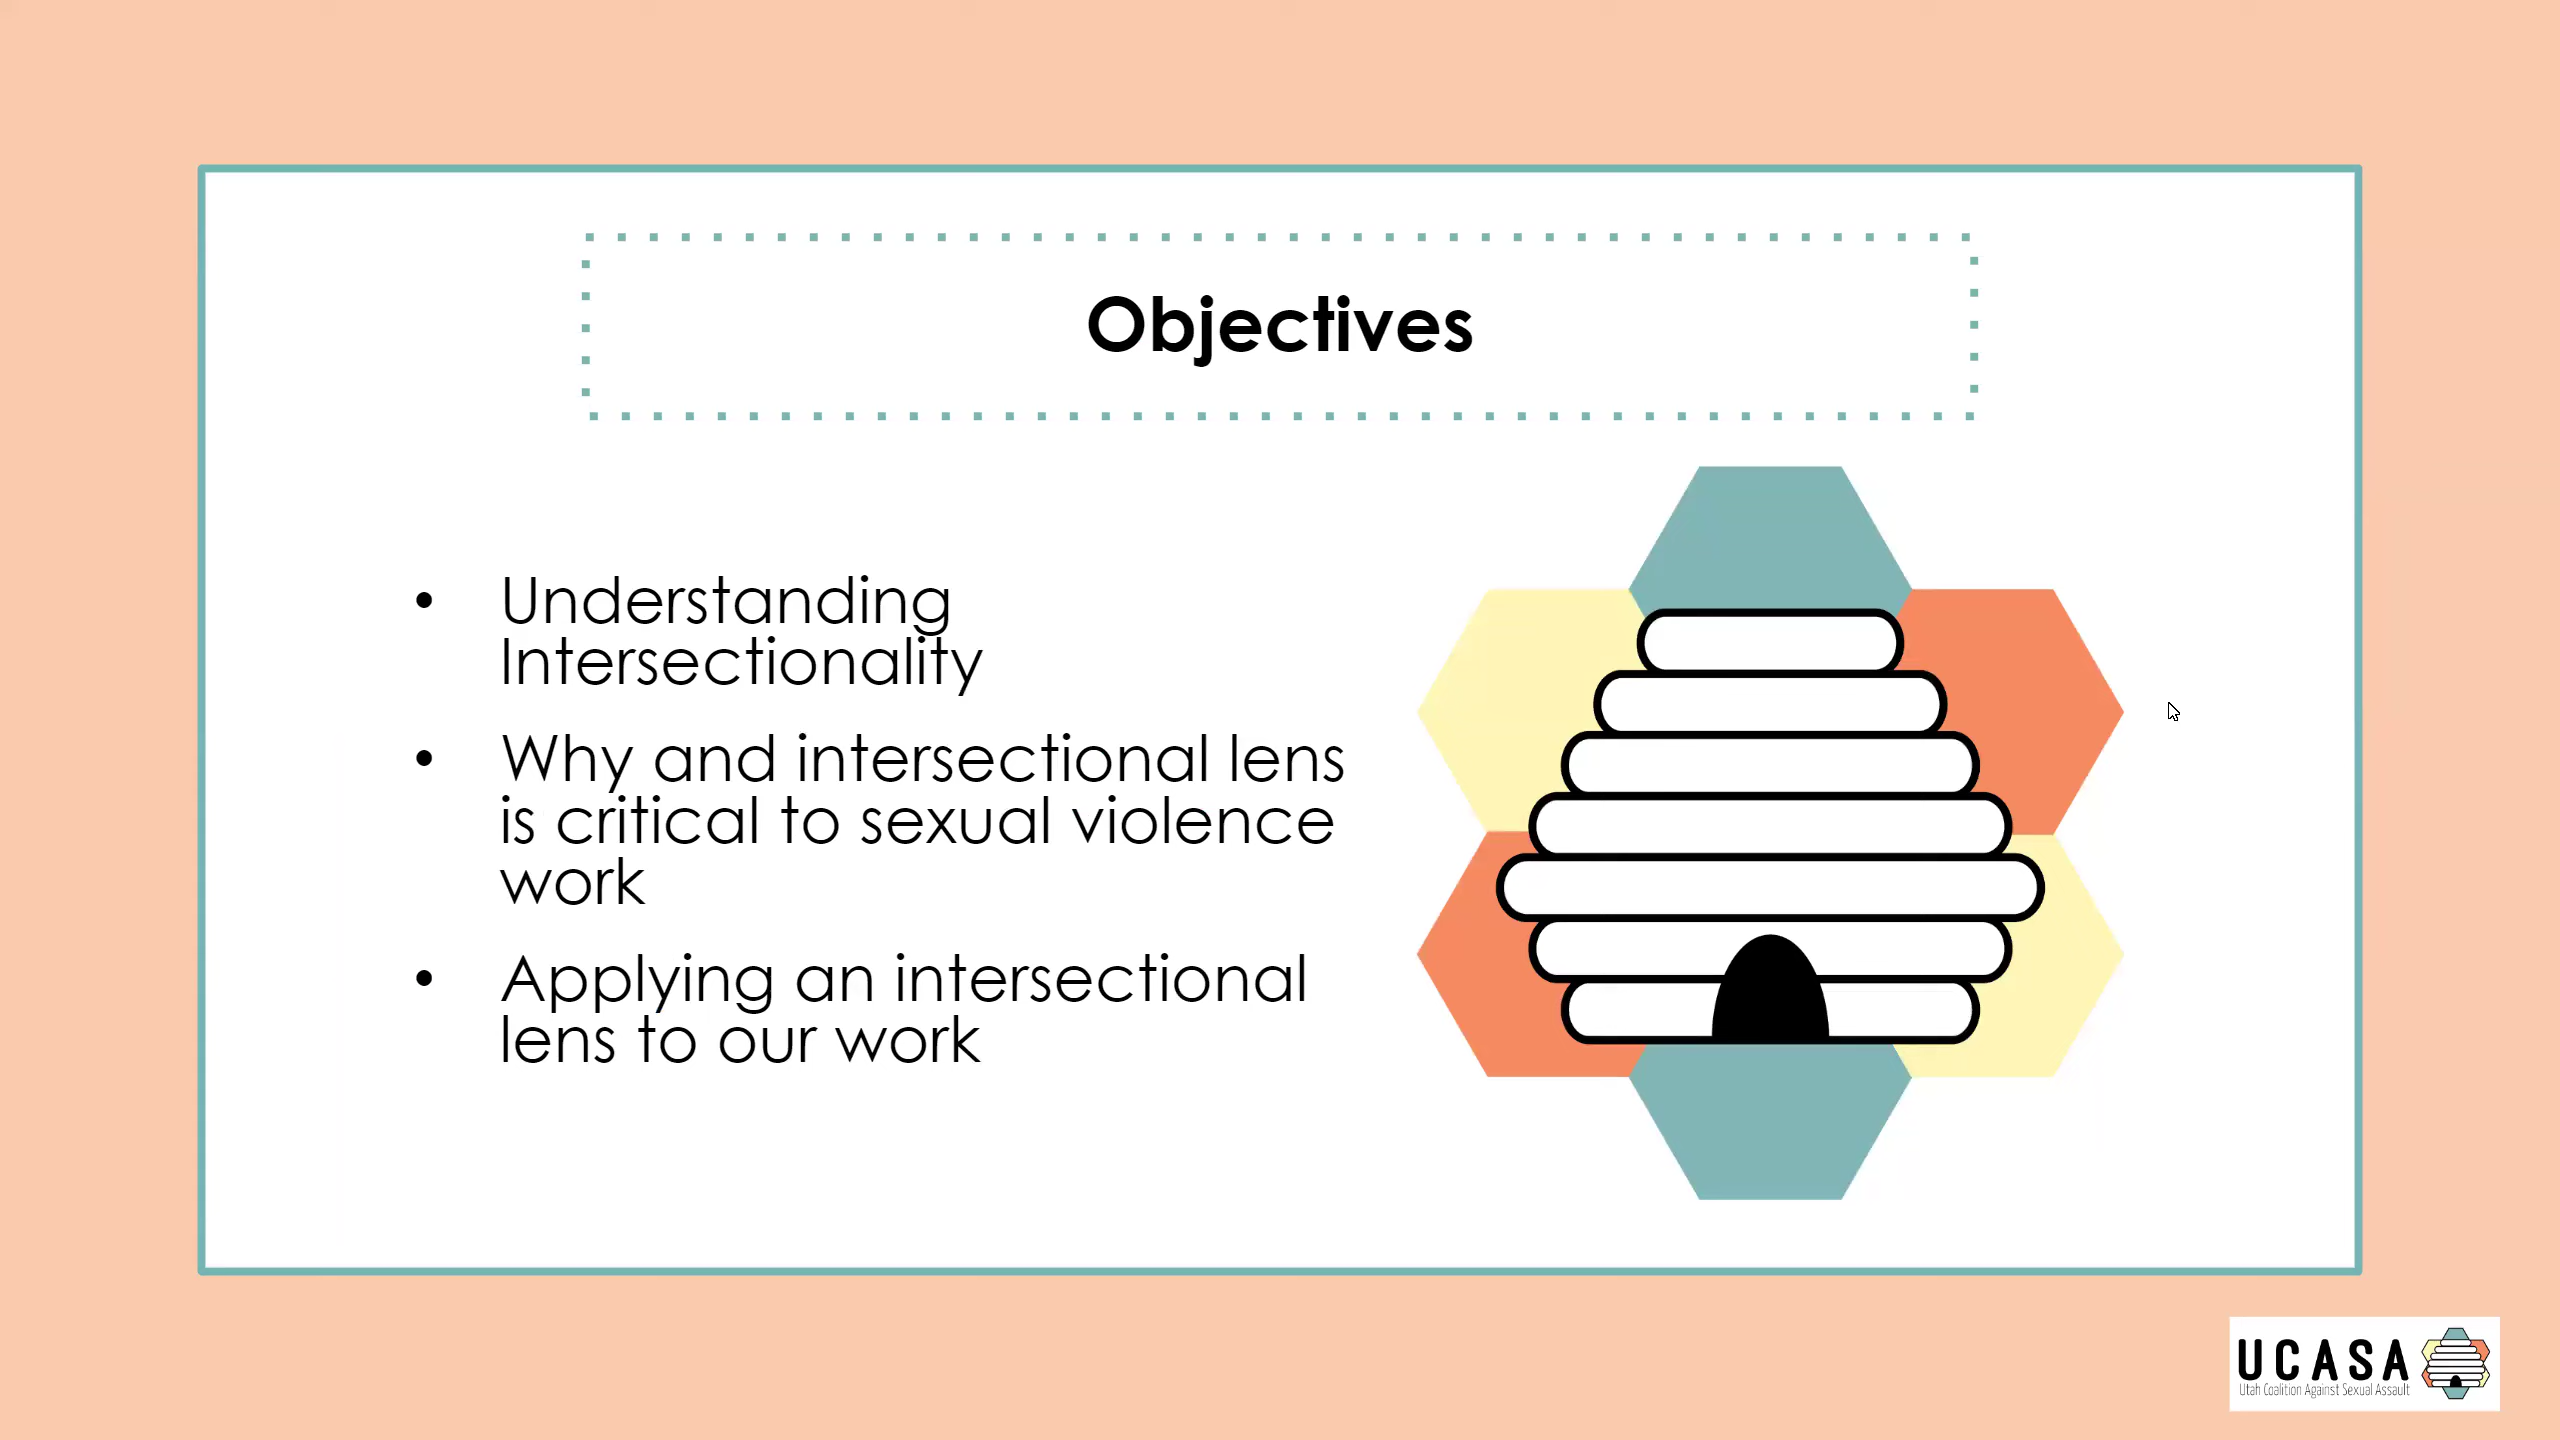 Objectives
• Understanding
Intersectionality
• Why and intersectional lens
is critical to sexual violence
work
• Applying an intersectional
lens to our work
UCASA
Utah Coalition Against Sexual Assault